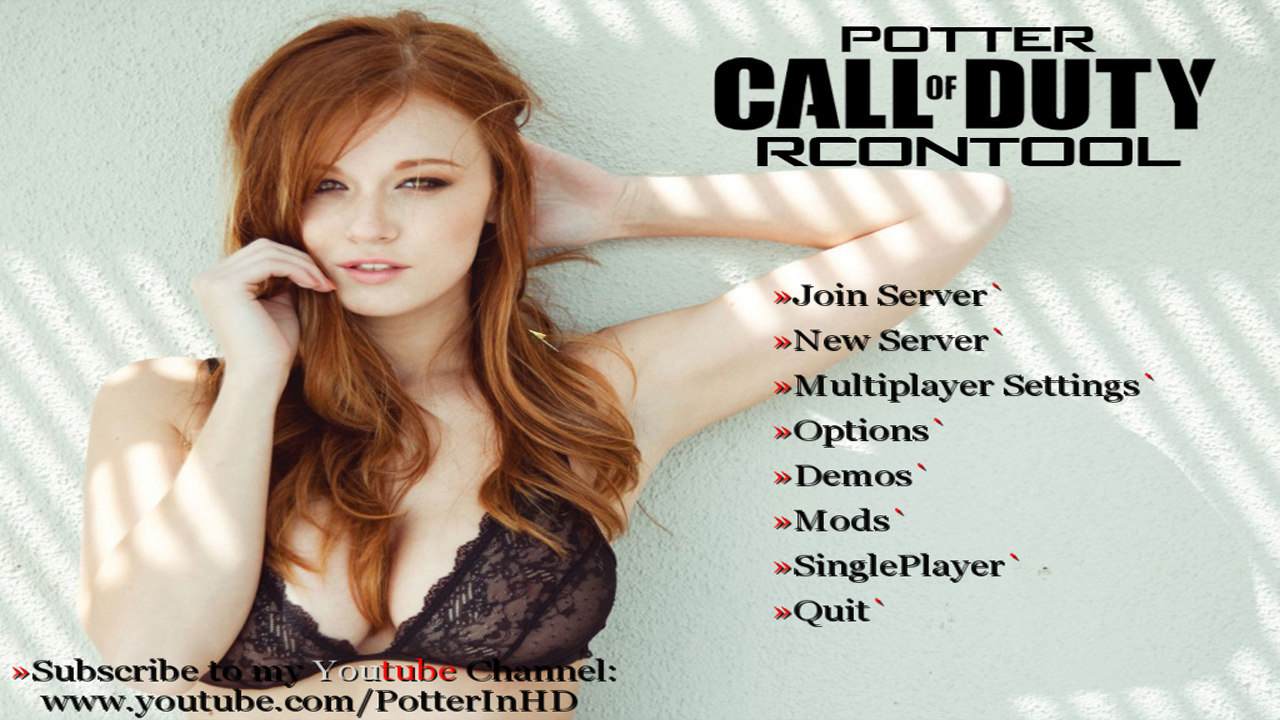 POTTER
CALL OF DUTY
RCONTOOL
»Join Server`
»New Server`
»Multiplayer Settings`
»Options`
»Demos`
»Mods`
»SinglePlayer`
»Quit`
»Subscribe to my Youtube Channel:
www.youtube.com/PotterInHD